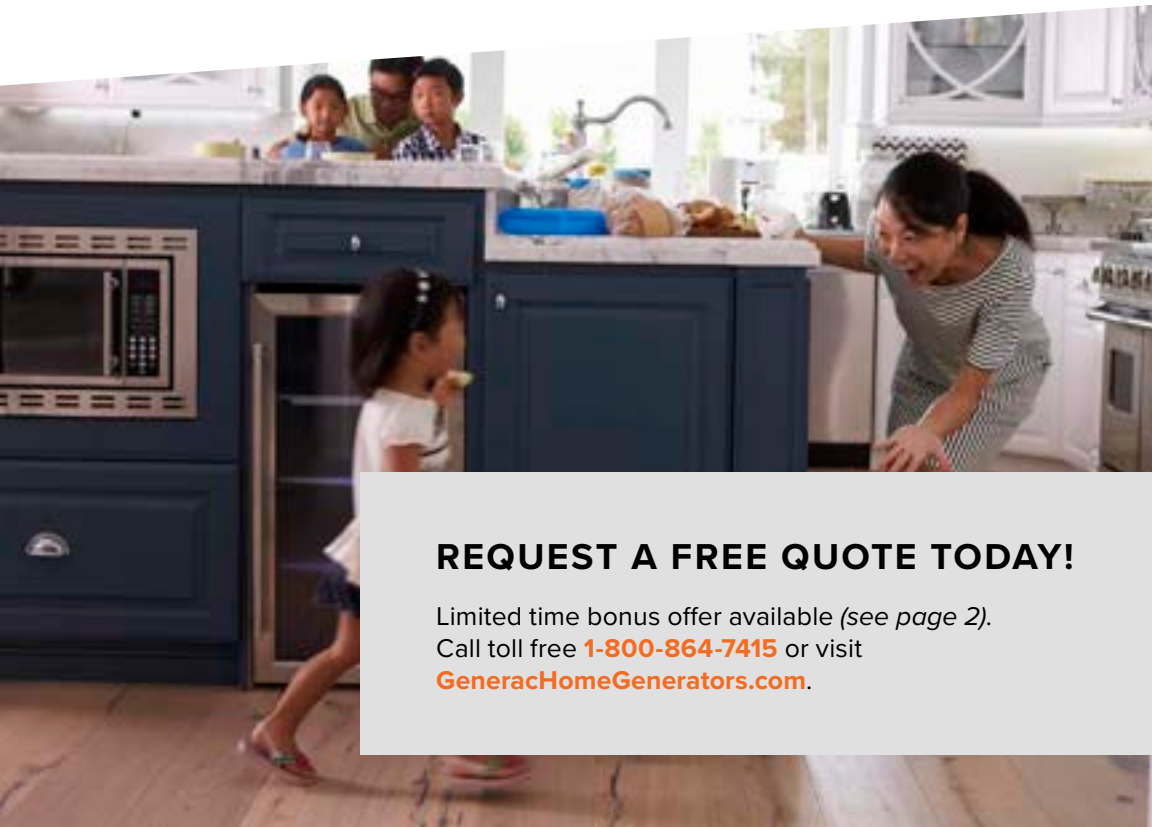 REQUEST A FREE QUOTE TODAY!
Limited time bonus offer available (see page 2).
Call toll free 1-800-864-7415 or visit
GeneracHomeGenerators.com.